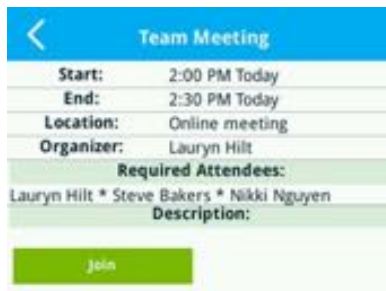 Team Meeting
Start: 2:00 PM Today
End: 2:30 PM Today
Location: Online meeting
Organizer: Lauryn Hilt
Required Attendees:
Lauryn Hilt * Steve Bakers * Nikki Nguyen
Description:
Join